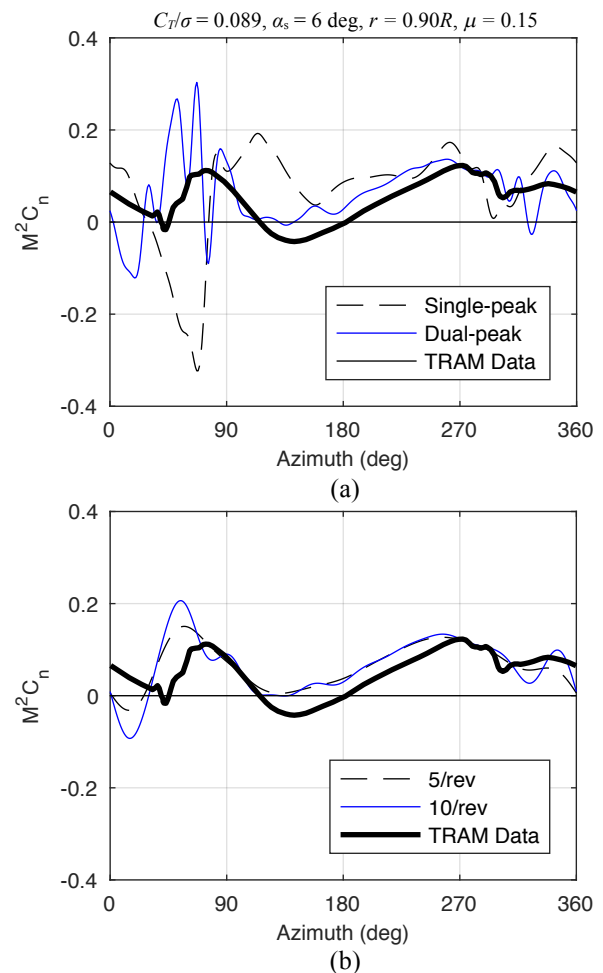 C_T/σ = 0.089, α_s = 6 deg, r = 0.90R, μ = 0.15
0.4
0.2
0
-0.2
-0.4
M²C_n
Single-peak
Dual-peak
TRAM Data
0 90 180 270 360
Azimuth (deg)
(a)
0.4
0.2
0
-0.2
-0.4
M²C_n
5/rev
10/rev
TRAM Data
0 90 180 270 360
Azimuth (deg)
(b)